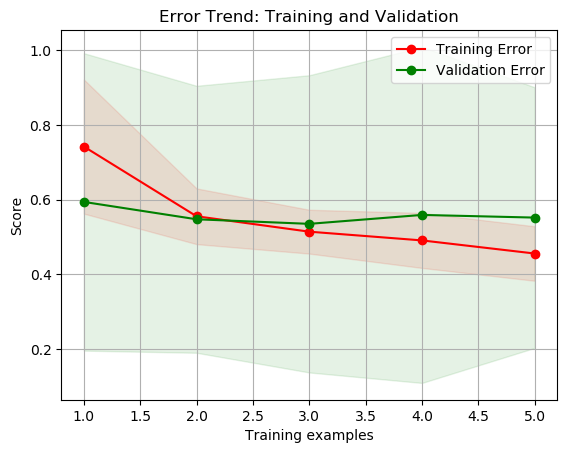 Error Trend: Training and Validation
Training Error
Validation Error
Score
1.0
0.8
0.6
0.4
0.2
1.0 1.5 2.0 2.5 3.0 3.5 4.0 4.5 5.0
Training examples